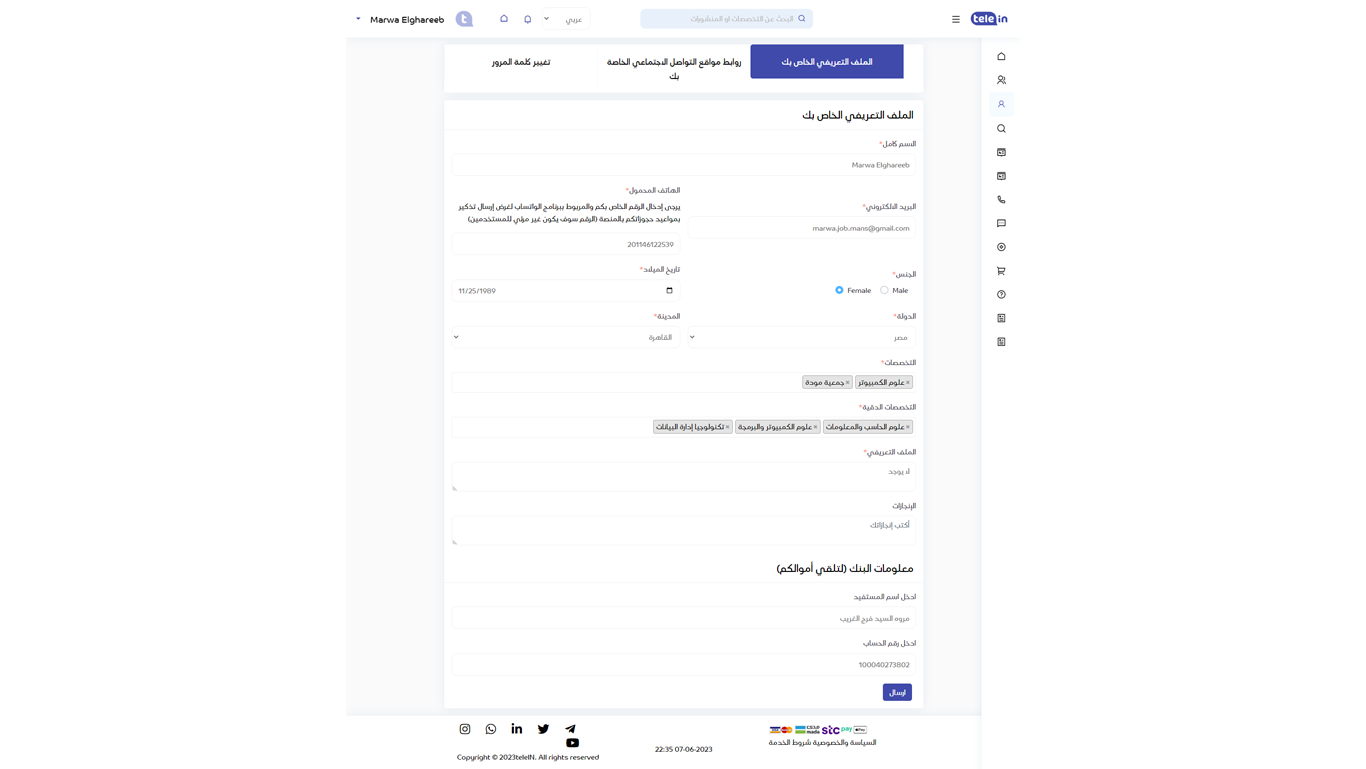 telein
البحث عن التخصصات او المنشورات
عربي
Marwa Elghareeb
الملف التعريفي الخاص بك
روابط مواقع التواصل الاجتماعي الخاصة بك
تغيير كلمة المرور
الملف التعريفي الخاص بك
الاسم كامل*
Marwa Elghareeb
البريد الالكتروني*
marwa.job.mans@gmail.com
الهاتف المحمول*
يرجى إدخال الرقم الخاص بكم والمربوط ببرنامج الواتساب لغرض إرسال تذكير
بمواعيد حجوزاتكم بالمنصة (الرقم سوف يكون غير مرئي للمستخدمين)
201146122539
الجنس*
Male
Female
تاريخ الميلاد*
11/25/1989
الدولة*
مصر
المدينة*
القاهرة
التخصصات*
×علوم الكمبيوتر
×جمعية مودة
التخصصات الدقية*
×علوم الحاسب والمعلومات
×علوم الكمبيوتر والبرمجة
×تكنولوجيا إدارة البيانات
الملف التعريفي*
لا يوجد
الإنجازات
أكتب إنجازاتك
معلومات البنك (لتلقي أموالكم)
ادخل اسم المستفيد
مروه السيد فرج الغريب
ادخل رقم الحساب
100040273802
ارسال
VISA mada stc pay Pay
السياسة والخصوصية شروط الخدمة
22:35 07-06-2023
Copyright © 2023teleIN. All rights reserved